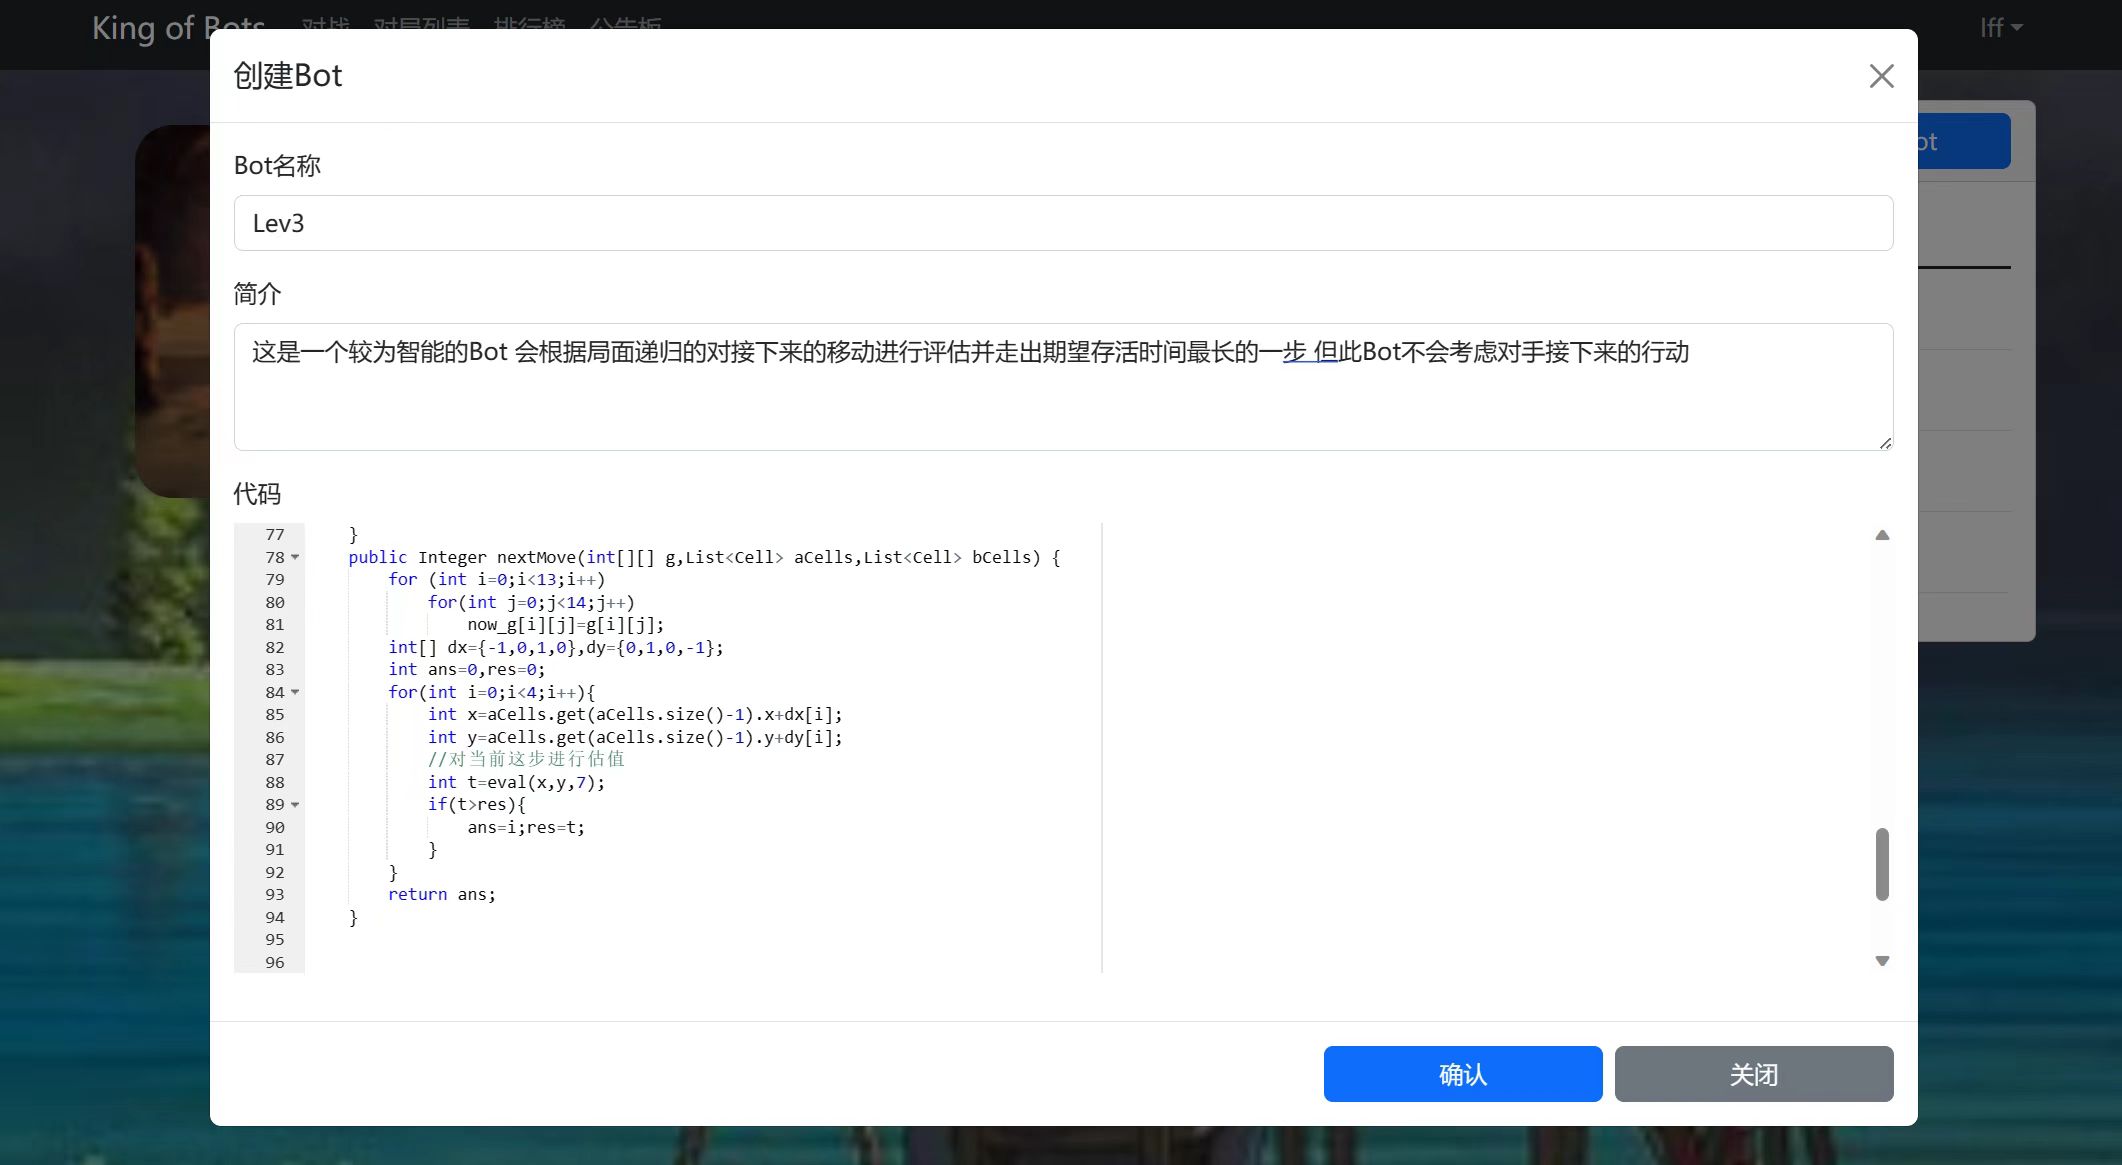 King of Bots 对战 对局列表 排行榜 公告板 lff
创建Bot
ot
Bot名称
Lev3
简介
这是一个较为智能的Bot 会根据局面递归的对接下来的移动进行评估并走出期望存活时间最长的一步 但此Bot不会考虑对手接下来的行动
代码
77 }
78 public Integer nextMove(int[][] g,List<Cell> aCells,List<Cell> bCells) {
79 for (int i=0;i<13;i++)
80 for(int j=0;j<14;j++)
81 now_g[i][j]=g[i][j];
82 int[] dx={-1,0,1,0},dy={0,1,0,-1};
83 int ans=0,res=0;
84 for(int i=0;i<4;i++){
85 int x=aCells.get(aCells.size()-1).x+dx[i];
86 int y=aCells.get(aCells.size()-1).y+dy[i];
87 //对当前这步进行估值
88 int t=eval(x,y,7);
89 if(t>res){
90 ans=i;res=t;
91 }
92 }
93 return ans;
94 }
95
96
确认 关闭